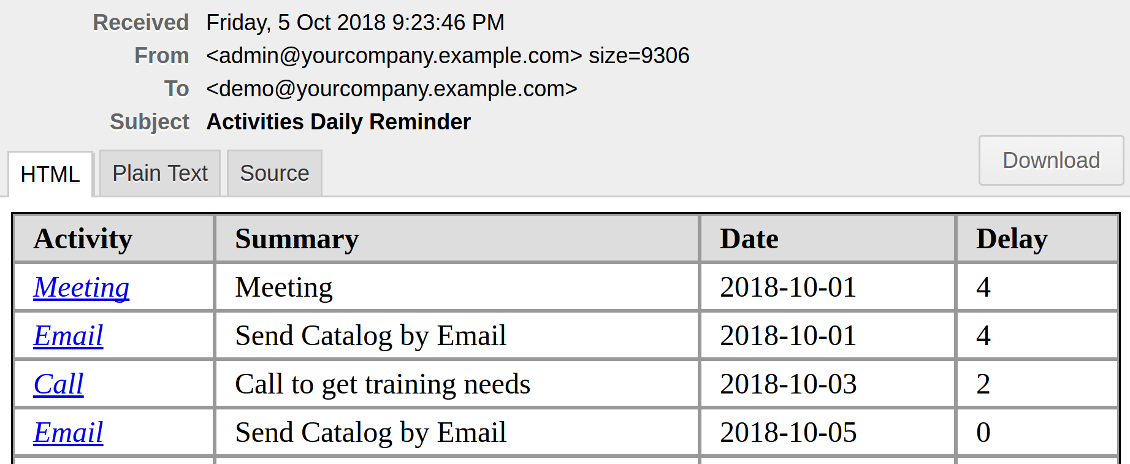 Received Friday, 5 Oct 2018 9:23:46 PM
From <admin@yourcompany.example.com> size=9306
To <demo@yourcompany.example.com>
Subject Activities Daily Reminder
HTML Plain Text Source Download
Activity Summary Date Delay
Meeting Meeting 2018-10-01 4
Email Send Catalog by Email 2018-10-01 4
Call Call to get training needs 2018-10-03 2
Email Send Catalog by Email 2018-10-05 0